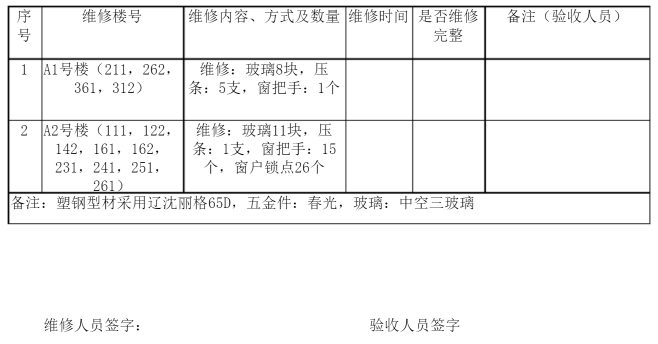 序号 维修楼号 维修内容、方式及数量 维修时间 是否维修完整 备注（验收人员）
1 A1号楼（211，262，361，312） 维修：玻璃8块，压条：5支，窗把手：1个
2 A2号楼（111，122，142，161，162，231，241，251，261） 维修：玻璃11块，压条：1支，窗把手：15个，窗户锁点26个
备注：塑钢型材采用辽沈丽格65D，五金件：春光，玻璃：中空三玻璃
维修人员签字： 验收人员签字